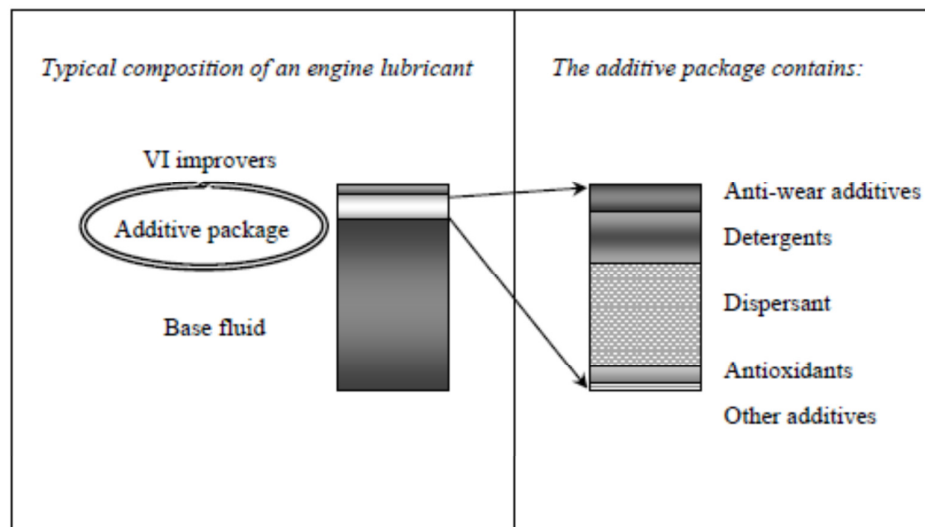 Typical composition of an engine lubricant
VI improvers
Additive package
Base fluid
The additive package contains:
Anti-wear additives
Detergents
Dispersant
Antioxidants
Other additives